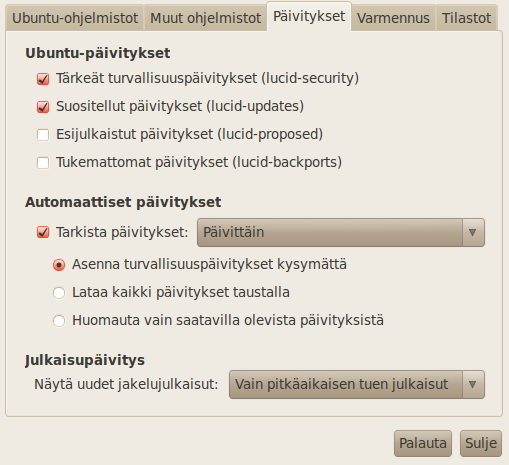 Ubuntu-ohjelmistot Muut ohjelmistot Päivitykset Varmennus Tilastot
Ubuntu-päivitykset
Tärkeät turvallisuuspäivitykset (lucid-security)
Suositellut päivitykset (lucid-updates)
Esijulkaistut päivitykset (lucid-proposed)
Tukemattomat päivitykset (lucid-backports)
Automaattiset päivitykset
Tarkista päivitykset: Päivittäin
Asenna turvallisuuspäivitykset kysymättä
Lataa kaikki päivitykset taustalla
Huomauta vain saatavilla olevista päivityksistä
Julkaisupäivitys
Näytä uudet jakelujulkaisut: Vain pitkäaikaisen tuen julkaisut
Palauta Sulje